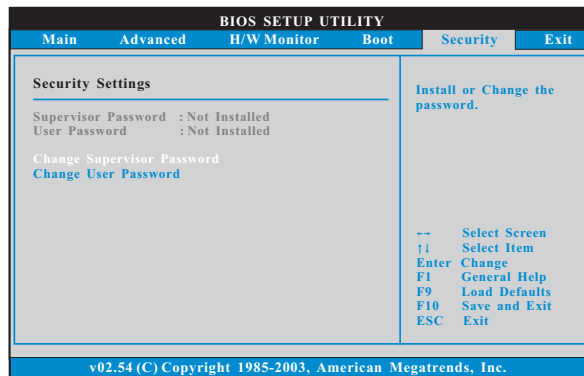 BIOS SETUP UTILITY
Main Advanced H/W Monitor Boot Security Exit
Security Settings
Supervisor Password : Not Installed
User Password : Not Installed
Change Supervisor Password
Change User Password
Install or Change the
password.
←→ Select Screen
↑↓ Select Item
Enter Change
F1 General Help
F9 Load Defaults
F10 Save and Exit
ESC Exit
v02.54 (C) Copyright 1985-2003, American Megatrends, Inc.